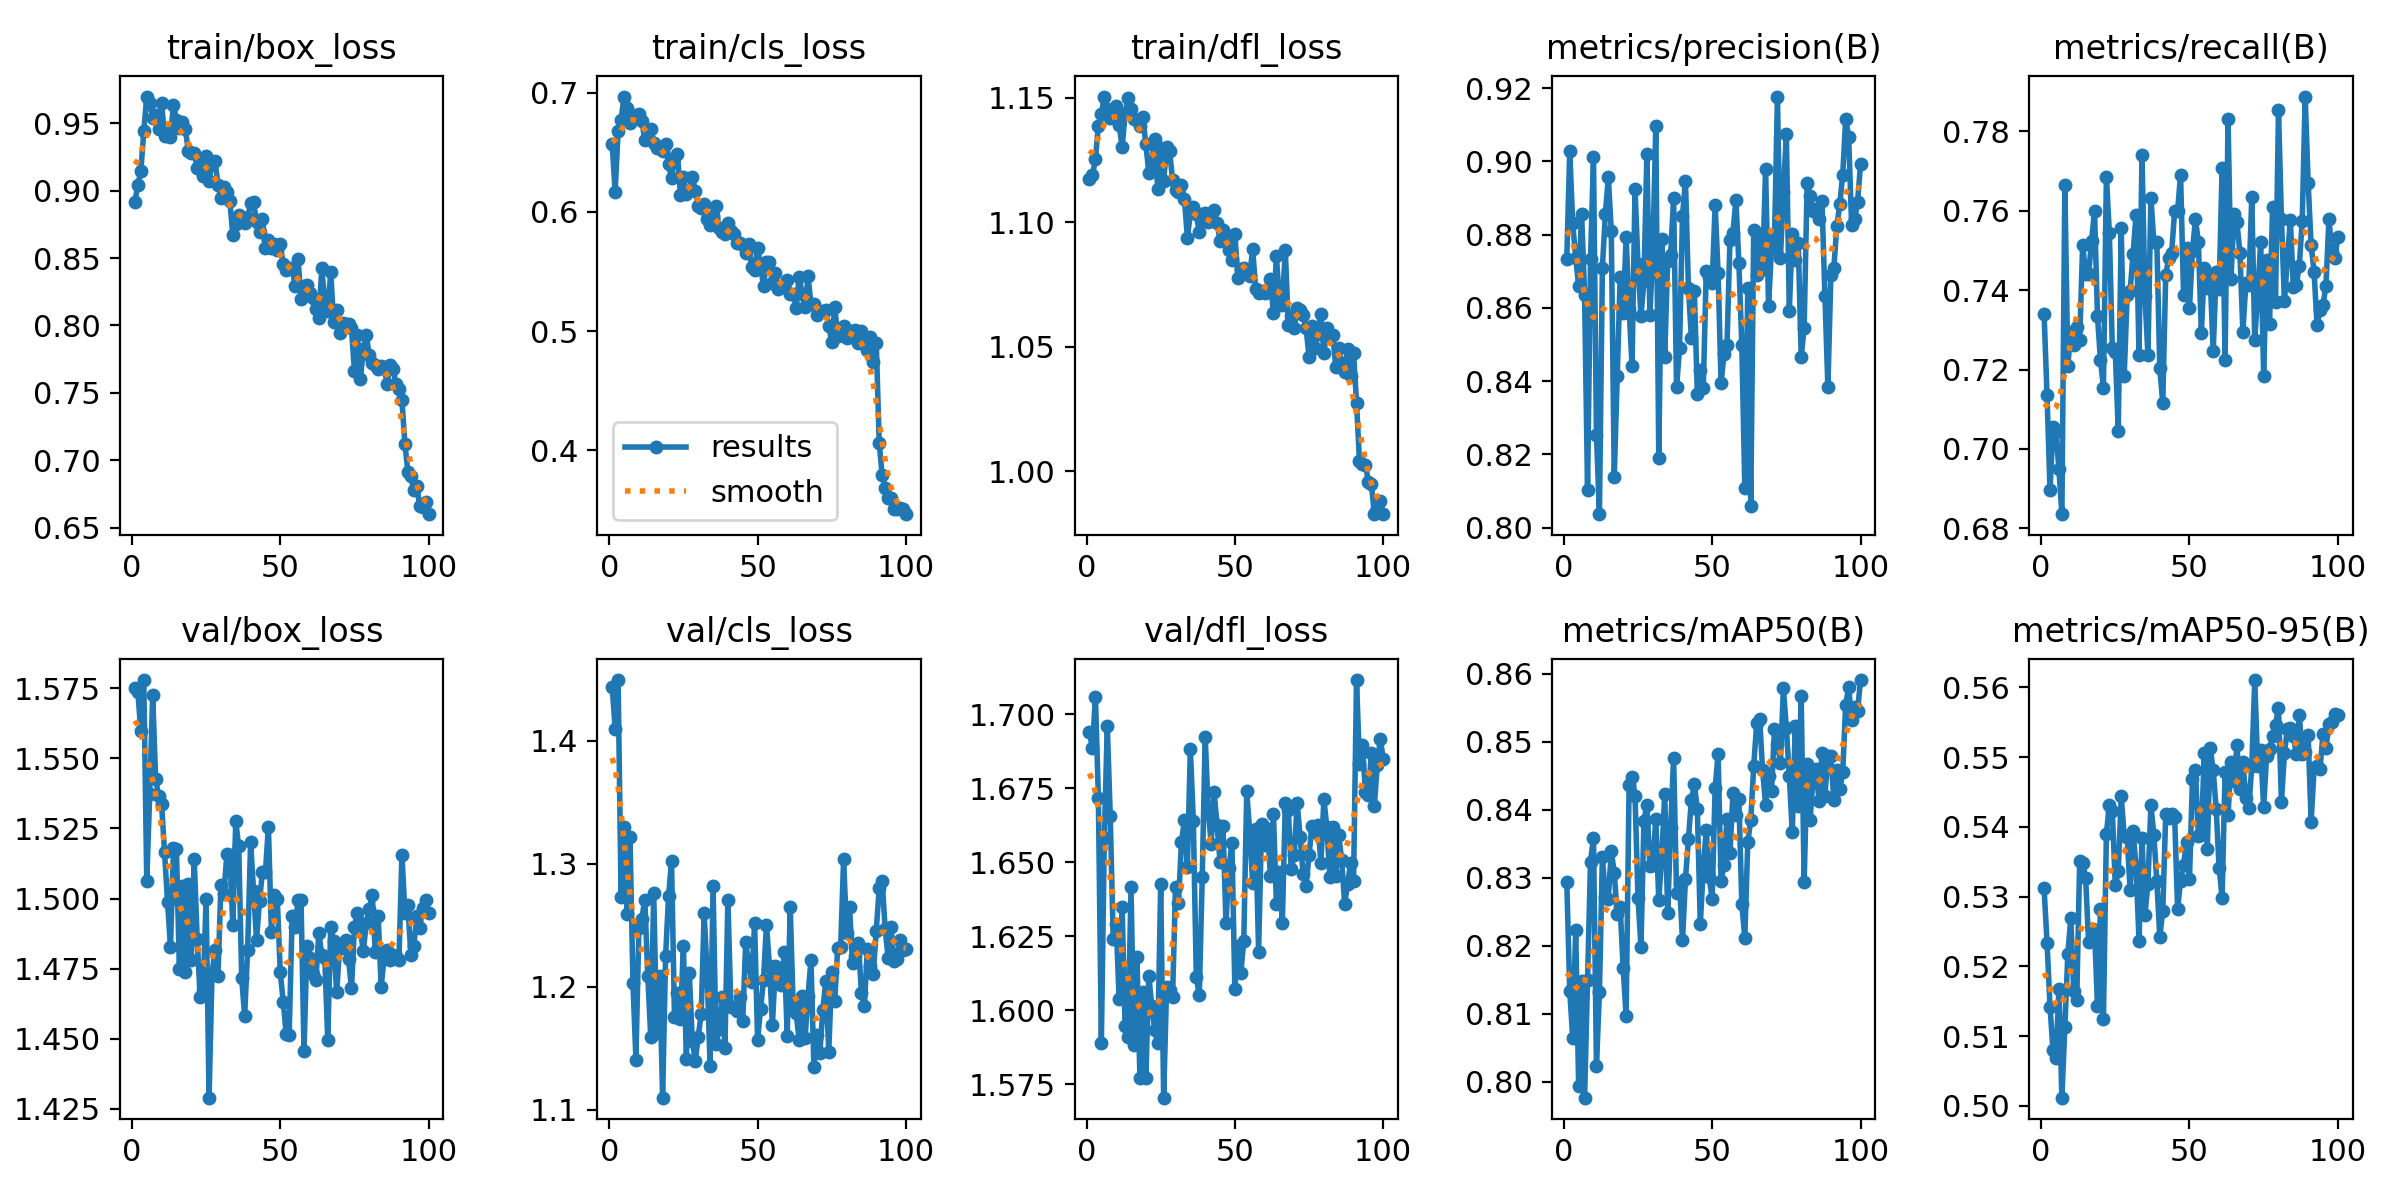 train/box_loss
train/cls_loss
train/dfl_loss
metrics/precision(B)
metrics/recall(B)
0.95
0.90
0.85
0.80
0.75
0.70
0.65
0 50 100
0.7
0.6
0.5
0.4
results
smooth
0 50 100
1.15
1.10
1.05
1.00
0 50 100
0.92
0.90
0.88
0.86
0.84
0.82
0.80
0 50 100
0.78
0.76
0.74
0.72
0.70
0.68
0 50 100
val/box_loss
val/cls_loss
val/dfl_loss
metrics/mAP50(B)
metrics/mAP50-95(B)
1.575
1.550
1.525
1.500
1.475
1.450
1.425
0 50 100
1.4
1.3
1.2
1.1
0 50 100
1.700
1.675
1.650
1.625
1.600
1.575
0 50 100
0.86
0.85
0.84
0.83
0.82
0.81
0.80
0 50 100
0.56
0.55
0.54
0.53
0.52
0.51
0.50
0 50 100